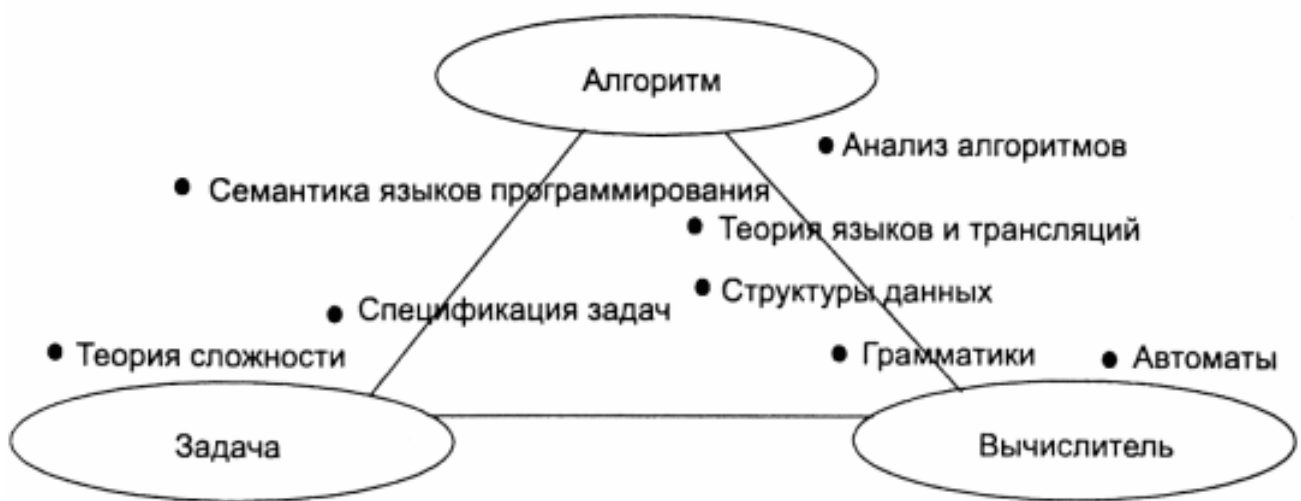 Алгоритм
• Анализ алгоритмов
• Семантика языков программирования
• Теория языков и трансляций
• Структуры данных
• Спецификация задач
• Теория сложности
• Грамматики
• Автоматы
Задача
Вычислитель